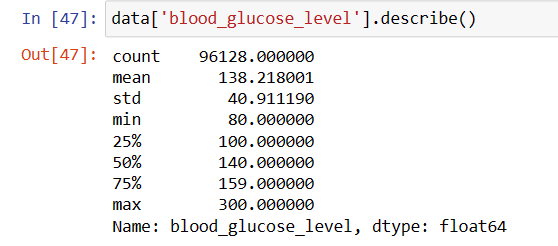 In [47]: data['blood_glucose_level'].describe()
Out[47]: count 96128.000000
mean 138.218001
std 40.911190
min 80.000000
25% 100.000000
50% 140.000000
75% 159.000000
max 300.000000
Name: blood_glucose_level, dtype: float64